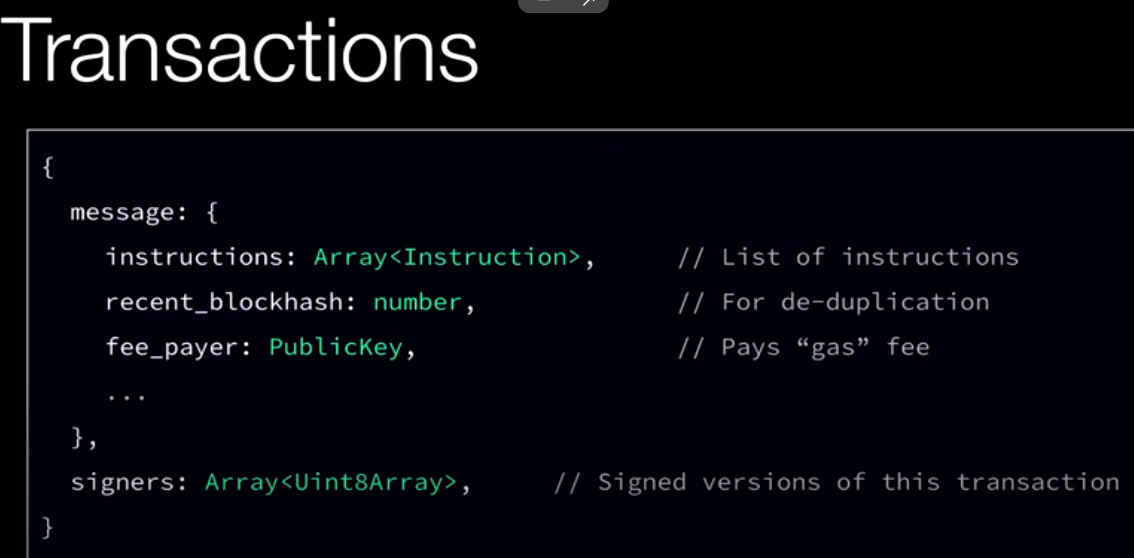 Transactions
{
message: {
instructions: Array<Instruction>, // List of instructions
recent_blockhash: number, // For de-duplication
fee_payer: PublicKey, // Pays “gas” fee
...
},
signers: Array<Uint8Array>, // Signed versions of this transaction
}